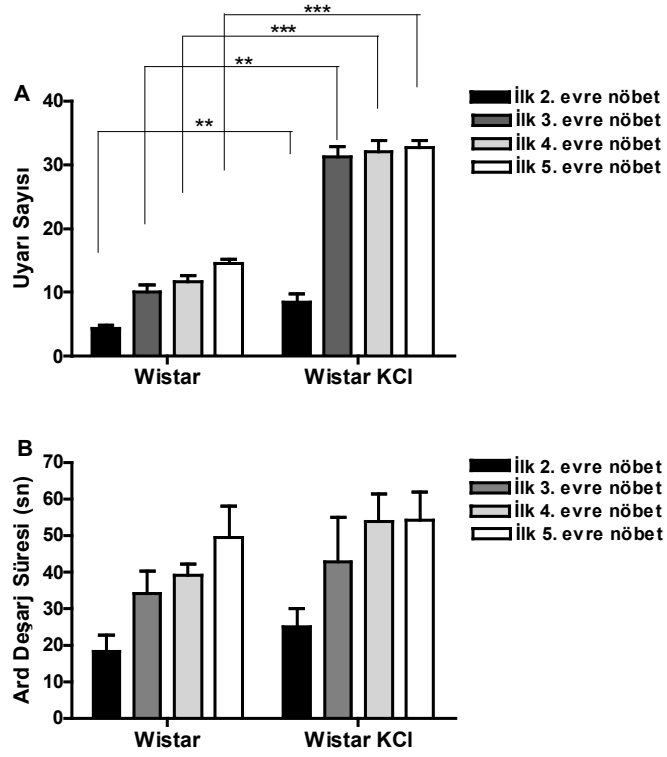 ***
***
**
**
A
Uyarı Sayısı
40
30
20
10
0
Wistar
Wistar KCl
İlk 2. evre nöbet
İlk 3. evre nöbet
İlk 4. evre nöbet
İlk 5. evre nöbet
B
Ard Deşarj Süresi (sn)
70
60
50
40
30
20
10
0
Wistar
Wistar KCl
İlk 2. evre nöbet
İlk 3. evre nöbet
İlk 4. evre nöbet
İlk 5. evre nöbet